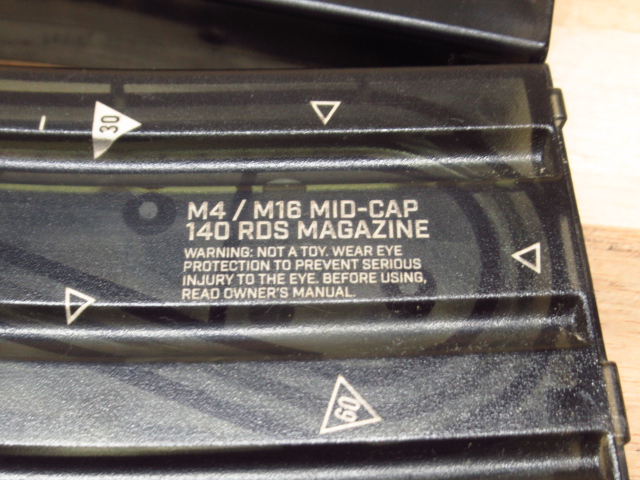 30
M4 / M16 MID-CAP
140 RDS MAGAZINE
WARNING: NOT A TOY. WEAR EYE
PROTECTION TO PREVENT SERIOUS
INJURY TO THE EYE. BEFORE USING,
READ OWNER'S MANUAL.
60